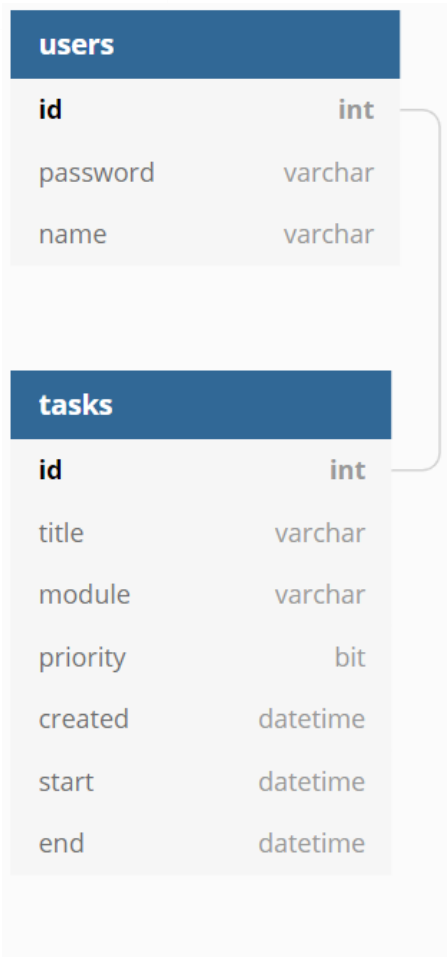 users
id int
password varchar
name varchar
tasks
id int
title varchar
module varchar
priority bit
created datetime
start datetime
end datetime